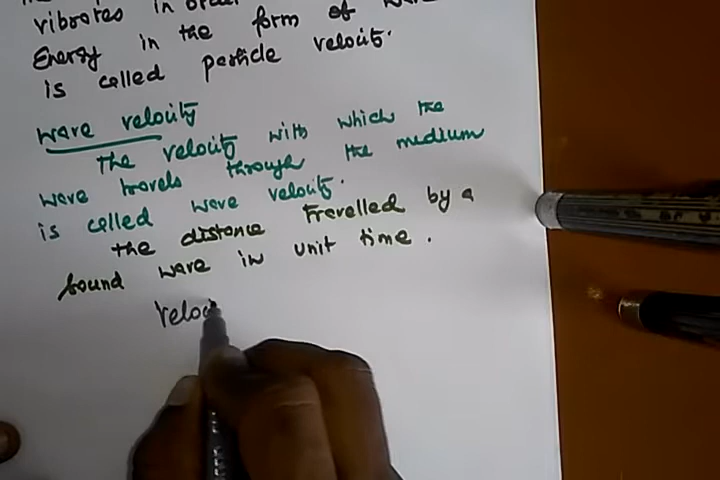 vibrates in order
Energy in the form of wave
is called particle velocity.
wave velocity
The velocity with which the
wave travels through the medium
is called wave velocity.
the distance travelled by a
sound wave in unit time.
Veloc